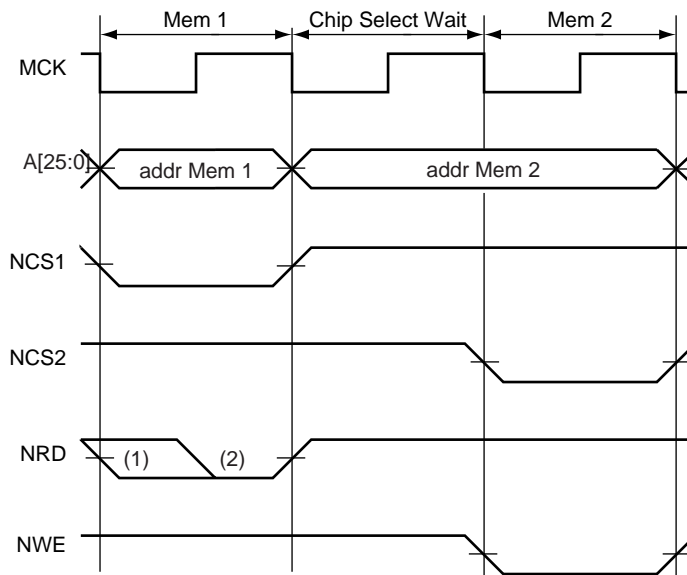 Mem 1 Chip Select Wait Mem 2
MCK
A[25:0] addr Mem 1 addr Mem 2
NCS1
NCS2
NRD (1) (2)
NWE